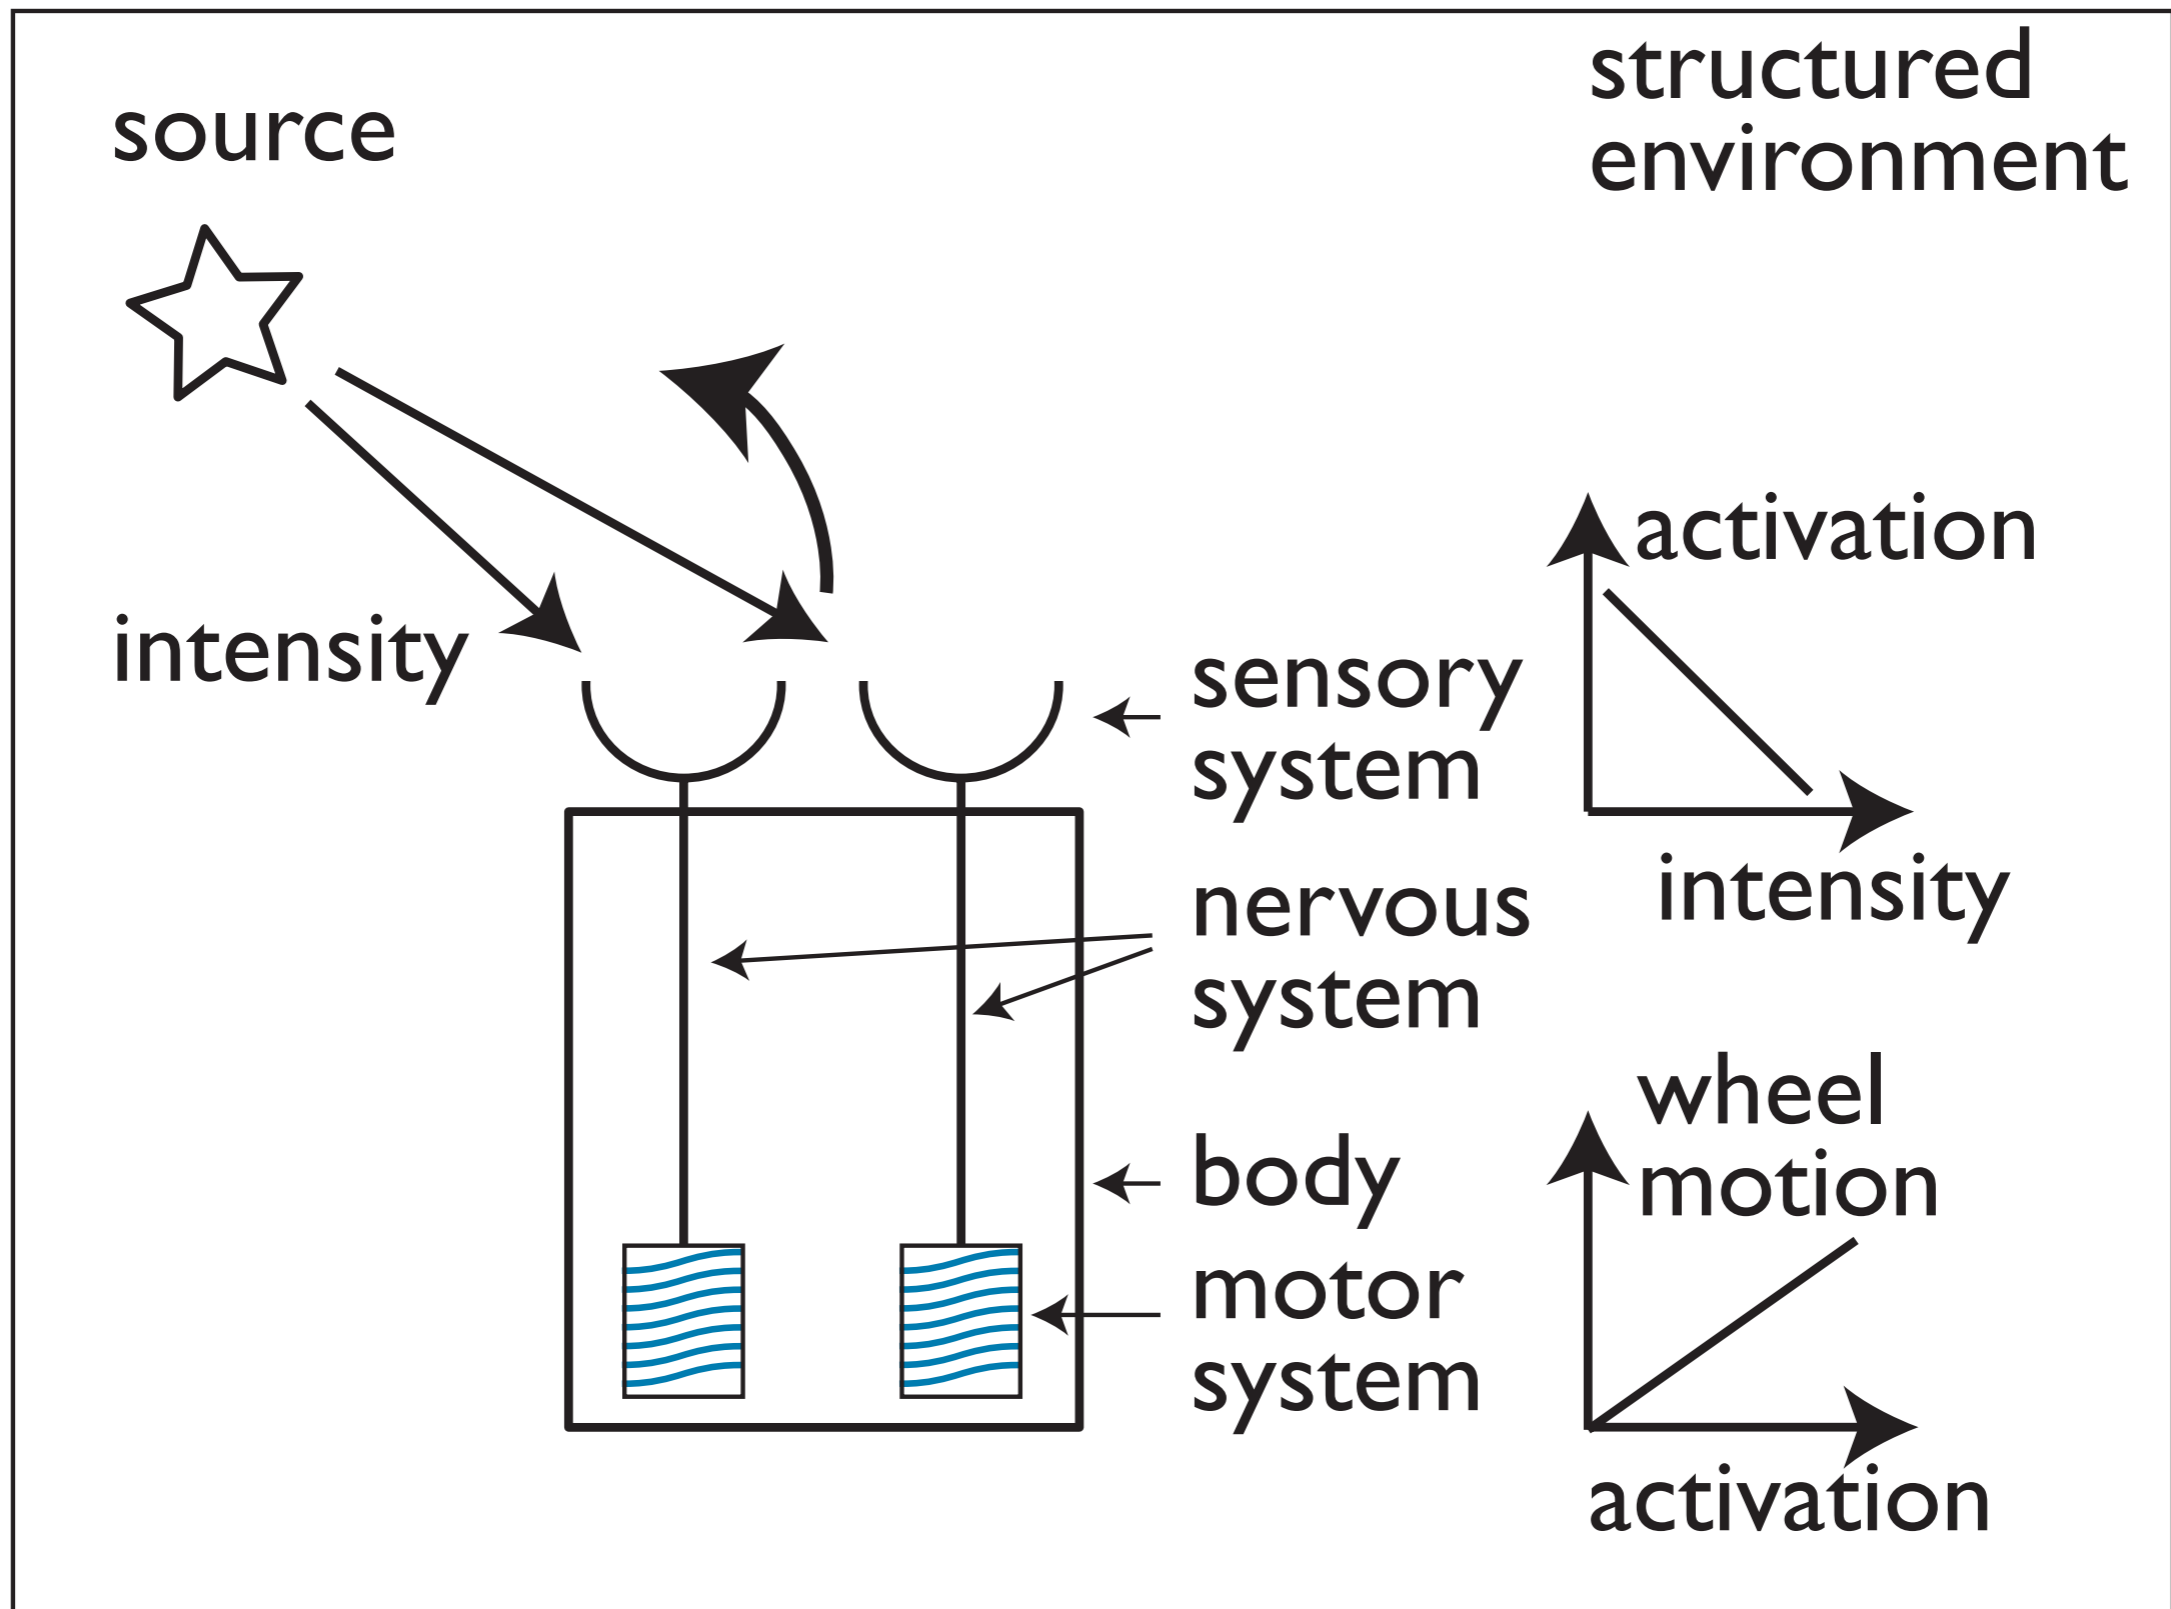 structured
environment
source
intensity
sensory
system
nervous
system
body
motor
system
activation
intensity
wheel
motion
activation